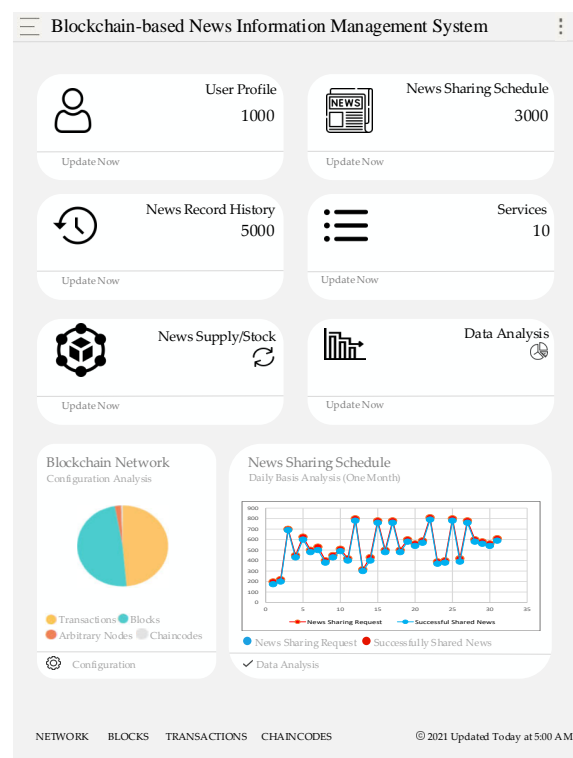 Blockchain-based News Information Management System
User Profile
1000
Update Now
News Sharing Schedule
NEWS
3000
Update Now
News Record History
5000
Update Now
Services
10
Update Now
News Supply/Stock
Update Now
Data Analysis
Update Now
Blockchain Network
Configuration Analysis
Transactions Blocks
Arbitrary Nodes Chaincodes
Configuration
News Sharing Schedule
Daily Basis Analysis (One Month)
900
800
700
600
500
400
300
200
100
0
0 5 10 15 20 25 30 35
News Sharing Request Successful Shared News
News Sharing Request Successfully Shared News
Data Analysis
NETWORK BLOCKS TRANSACTIONS CHAINCODES © 2021 Updated Today at 5:00 AM